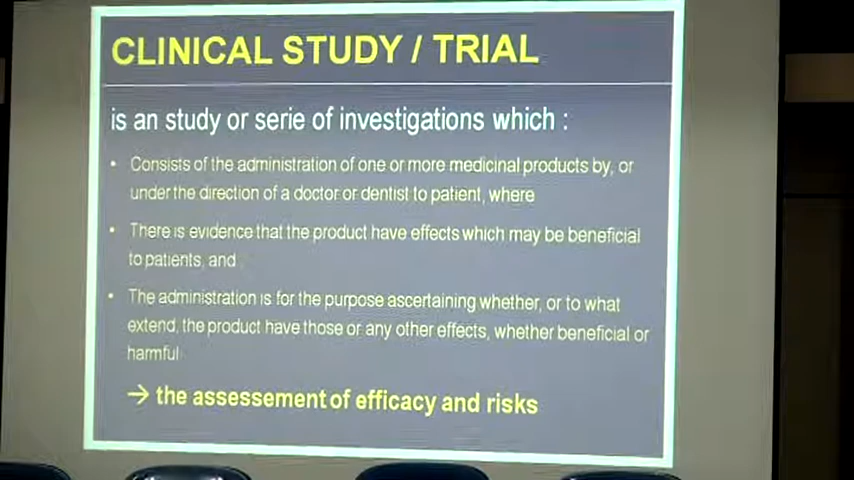 CLINICAL STUDY / TRIAL
is an study or serie of investigations which :
• Consists of the administration of one or more medicinal products by, or
under the direction of a doctor or dentist to patient, where
• There is evidence that the product have effects which may be beneficial
to patients, and
• The administration is for the purpose ascertaining whether, or to what
extend, the product have those or any other effects, whether beneficial or
harmful
→ the assessement of efficacy and risks